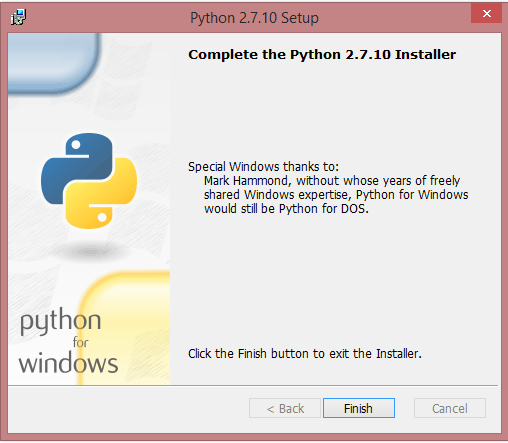 Python 2.7.10 Setup
Complete the Python 2.7.10 Installer
Special Windows thanks to:
Mark Hammond, without whose years of freely
shared Windows expertise, Python for Windows
would still be Python for DOS.
python
for
windows
Click the Finish button to exit the Installer.
< Back
Finish
Cancel